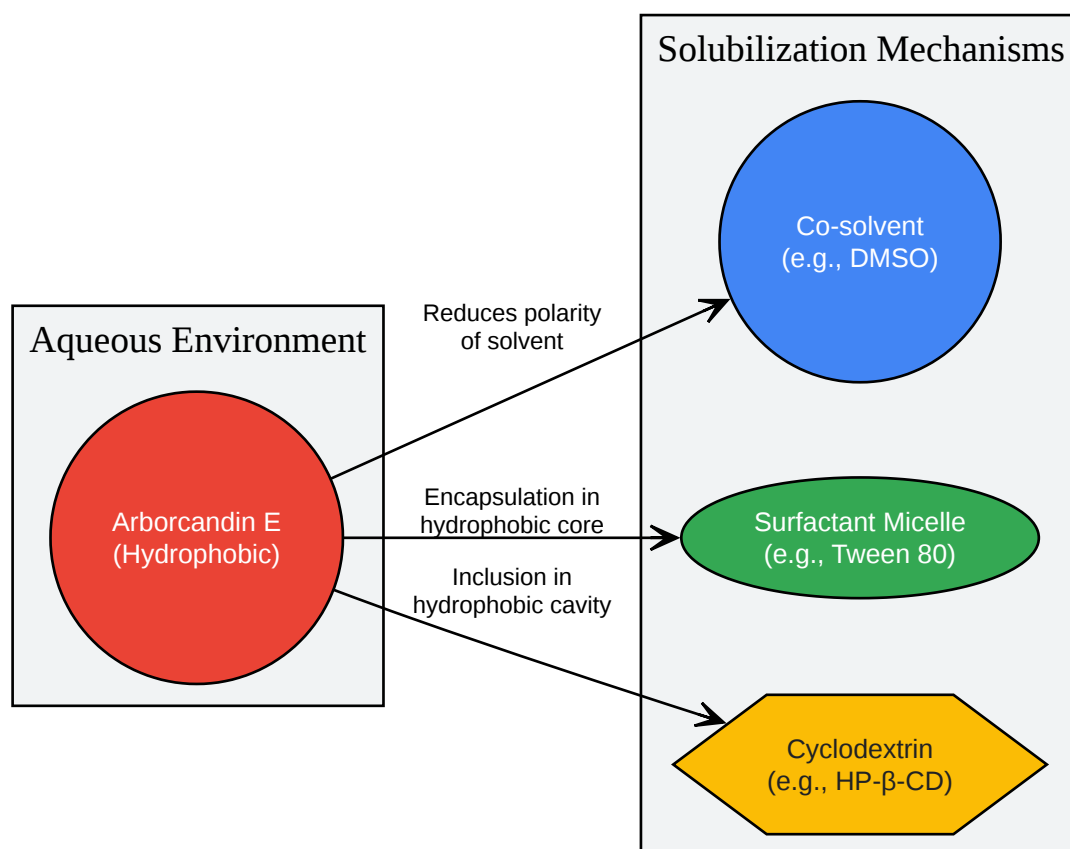 Solubilization Mechanisms
Co-solvent
(e.g., DMSO)
Reduces polarity
of solvent
Aqueous Environment
Arborcandin E
(Hydrophobic)
Encapsulation in
hydrophobic core
Surfactant Micelle
(e.g., Tween 80)
Inclusion in
hydrophobic cavity
Cyclodextrin
(e.g., HP-β-CD)